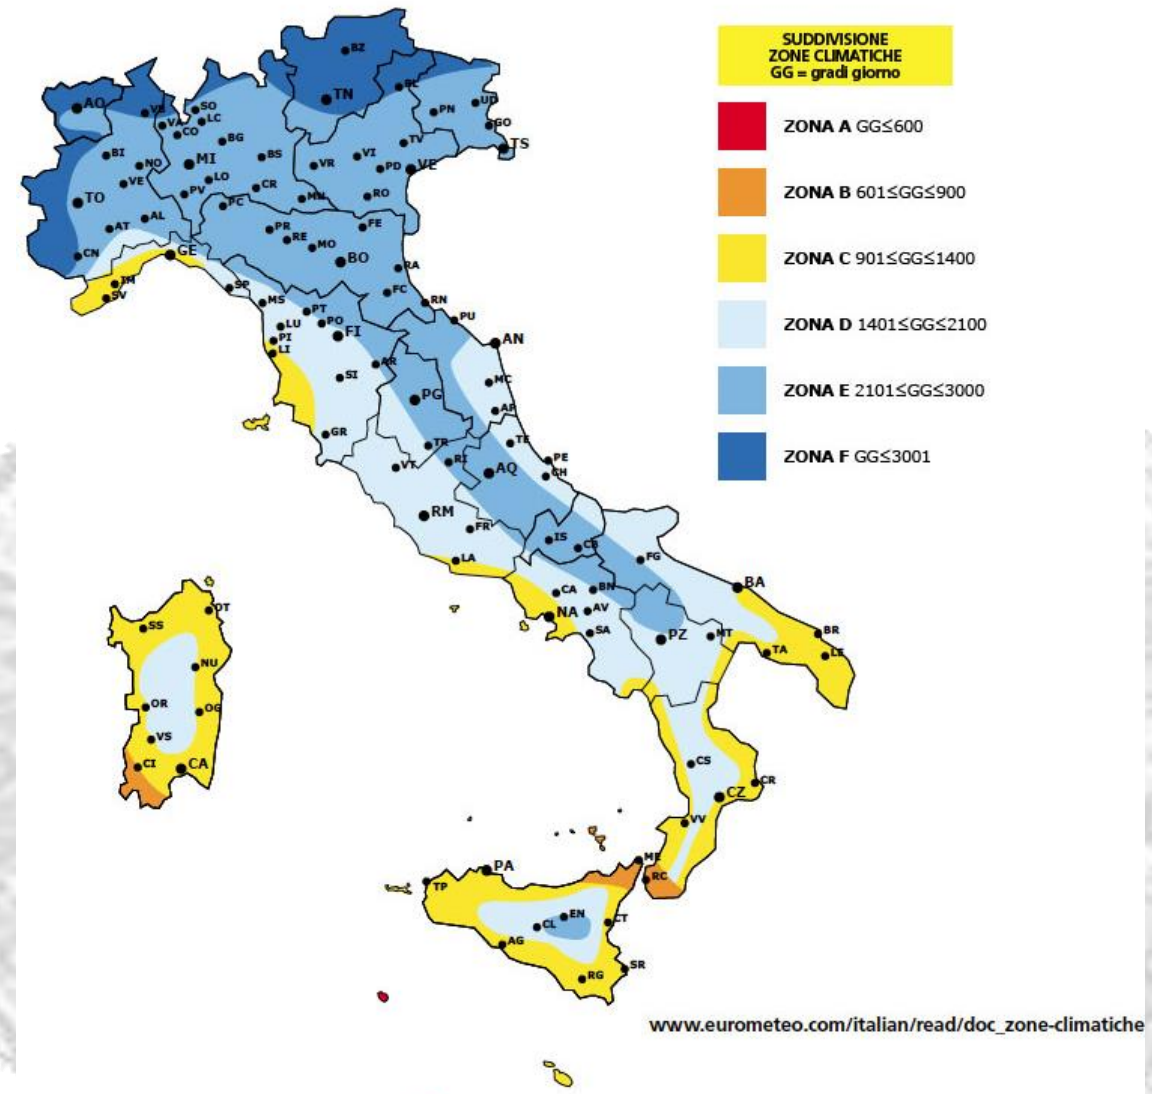 SUDDIVISIONE
ZONE CLIMATICHE
GG = gradi giorno
ZONA A GG≤600
ZONA B 601≤GG≤900
ZONA C 901≤GG≤1400
ZONA D 1401≤GG≤2100
ZONA E 2101≤GG≤3000
ZONA F GG≤3001
BZ
BL
TN
AO
VB
SO
UD
PN
LC
VA
CO
GO
BG
TV
TS
BI
MI
BS
VI
NO
VR
PD
VE
VE
LO
CR
TO
PV
MN
RO
PC
AL
AT
PR
FE
RE
MO
GE
CN
BO
RA
IM
SP
FC
SV
MS
RN
PT
PU
LU
PO
FI
PI
AN
LI
AR
SI
MC
PG
AP
GR
TR
TE
RI
PE
VT
AQ
CH
RM
FR
IS
CB
LA
FG
BA
CA
BN
NA
AV
SA
PZ
MT
BR
TA
LE
OT
SS
NU
OR
OG
VS
CI
CA
CS
CR
CZ
VV
ME
PA
RC
TP
EN
CL
CT
AG
SR
RG
www.eurometeo.com/italian/read/doc_zone-climatiche